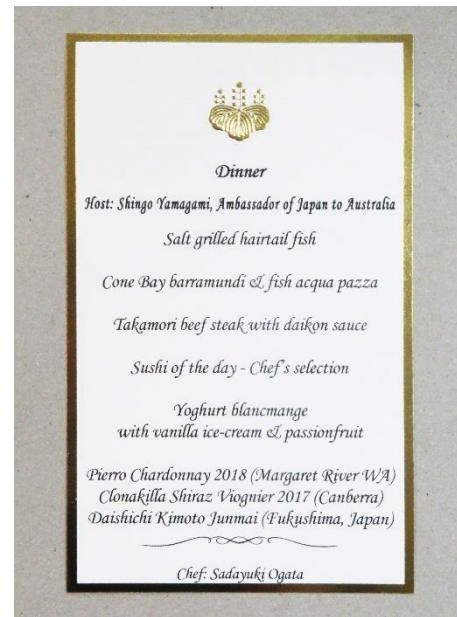 Dinner
Host: Shingo Yamagami, Ambassador of Japan to Australia
Salt grilled hairtail fish
Cone Bay barramundi & fish acqua pazza
Takamori beef steak with daikon sauce
Sushi of the day - Chef's selection
Yoghurt blancmange
with vanilla ice-cream & passionfruit
Pierro Chardonnay 2018 (Margaret River WA)
Clonakilla Shiraz Viognier 2017 (Canberra)
Daishichi Kimoto Junmai (Fukushima, Japan)
Chef: Sadayuki Ogata